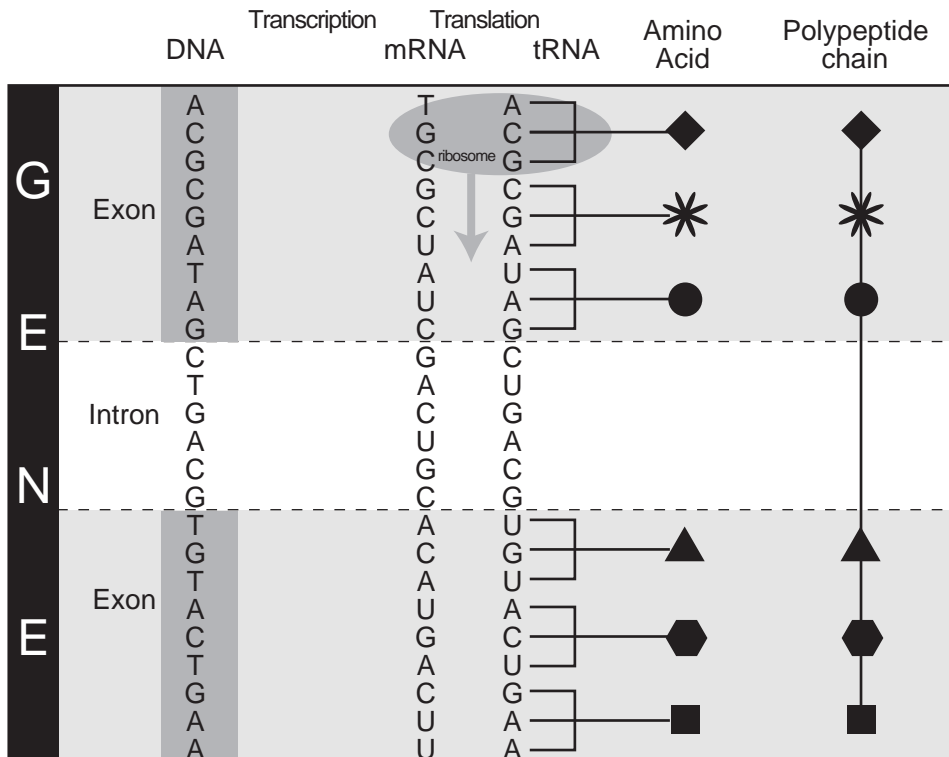 Transcription Translation
DNA mRNA tRNA Amino Acid Polypeptide chain
A T A
C G C
G C ribosome G
G
C G C
Exon G C G
A U A
T A U
A U A
E
G C G
C G C
T A U
Intron G C G
A U A
C G C
N
G C G
T A U
G C G
T A U
Exon A U A
C G C
E
T A U
G C G
A U A
A U A